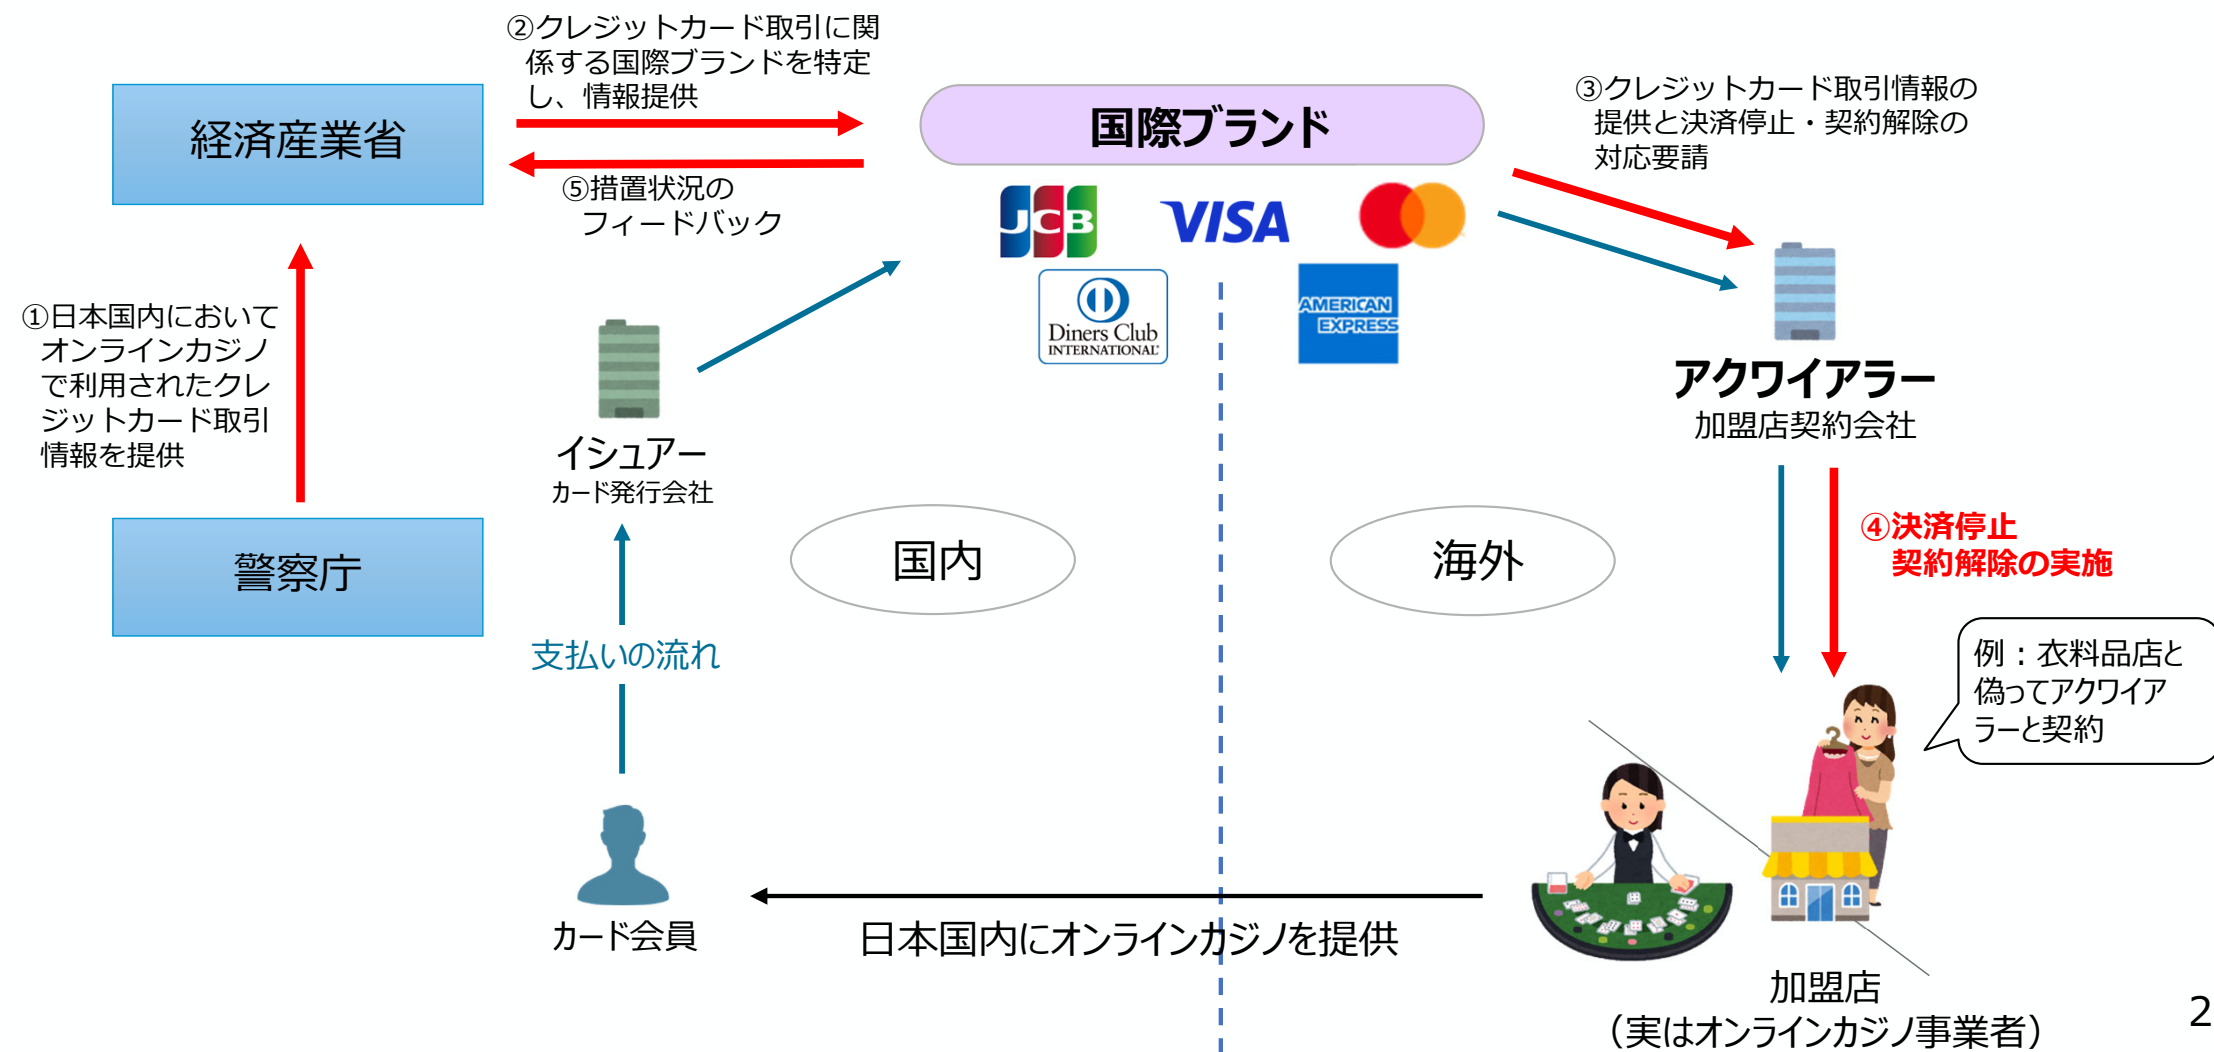 ②クレジットカード取引に関
係する国際ブランドを特定
し、情報提供
経済産業省
国際ブランド
③クレジットカード取引情報の
提供と決済停止・契約解除の
対応要請
⑤措置状況の
フィードバック
JCB
VISA
Diners Club
INTERNATIONAL
AMERICAN
EXPRESS
①日本国内において
オンラインカジノ
で利用されたクレ
ジットカード取引
情報を提供
アクワイアラー
加盟店契約会社
イシュアー
カード発行会社
警察庁
国内
海外
④決済停止
契約解除の実施
支払いの流れ
例：衣料品店と
偽ってアクワイア
ラーと契約
カード会員
日本国内にオンラインカジノを提供
加盟店
（実はオンラインカジノ事業者）
2